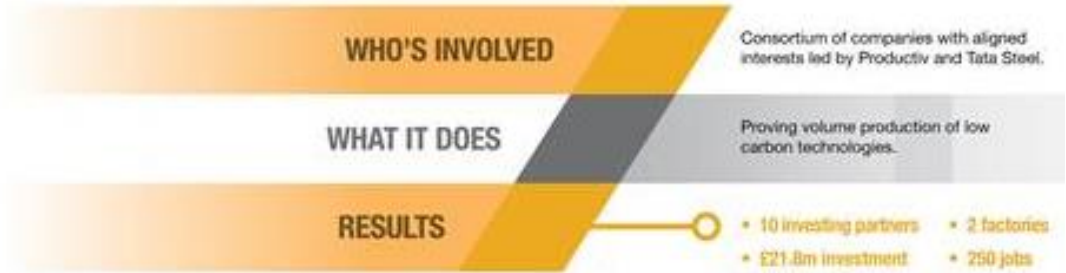 WHO'S INVOLVED
Consortium of companies with aligned
interests led by Productiv and Tata Steel.
WHAT IT DOES
Proving volume production of low
carbon technologies.
RESULTS
• 10 investing partners
• 2 factories
• £21.8m investment
• 250 jobs